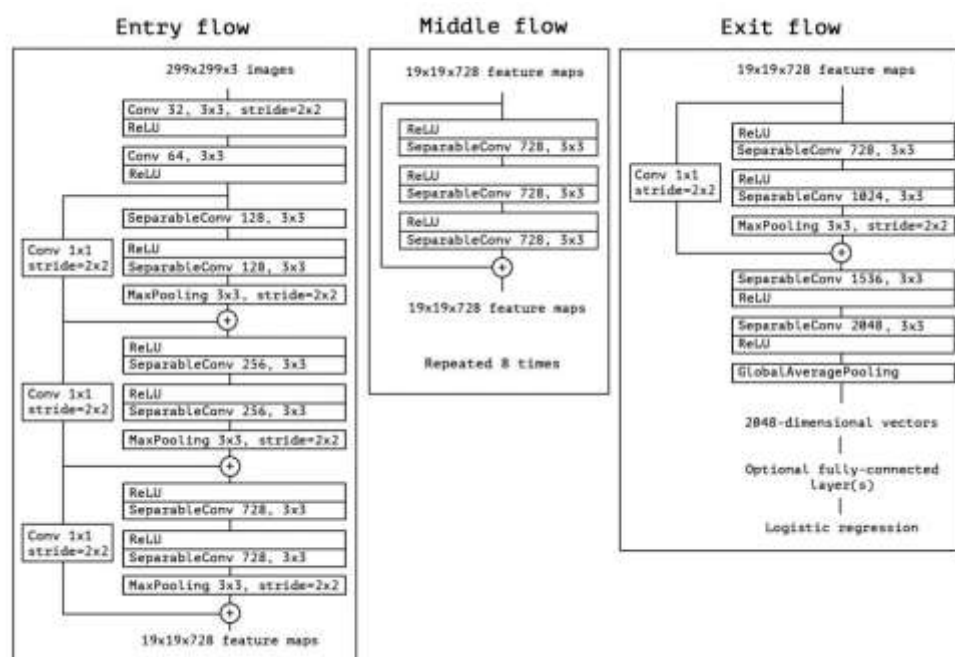 Entry flow
299x299x3 images
Conv 32, 3x3, stride=2x2
ReLU
Conv 64, 3x3
ReLU
SeparableConv 128, 3x3
Conv 1x1
stride=2x2
ReLU
SeparableConv 128, 3x3
MaxPooling 3x3, stride=2x2
+
ReLU
SeparableConv 256, 3x3
Conv 1x1
stride=2x2
ReLU
SeparableConv 256, 3x3
MaxPooling 3x3, stride=2x2
+
ReLU
SeparableConv 728, 3x3
Conv 1x1
stride=2x2
ReLU
SeparableConv 728, 3x3
MaxPooling 3x3, stride=2x2
+
19x19x728 feature maps
Middle flow
19x19x728 feature maps
ReLU
SeparableConv 728, 3x3
ReLU
SeparableConv 728, 3x3
ReLU
SeparableConv 728, 3x3
+
19x19x728 feature maps
Repeated 8 times
Exit flow
19x19x728 feature maps
ReLU
SeparableConv 728, 3x3
Conv 1x1
stride=2x2
ReLU
SeparableConv 1024, 3x3
MaxPooling 3x3, stride=2x2
+
SeparableConv 1536, 3x3
ReLU
SeparableConv 2048, 3x3
ReLU
GlobalAveragePooling
2048-dimensional vectors
Optional fully-connected
layer(s)
Logistic regression